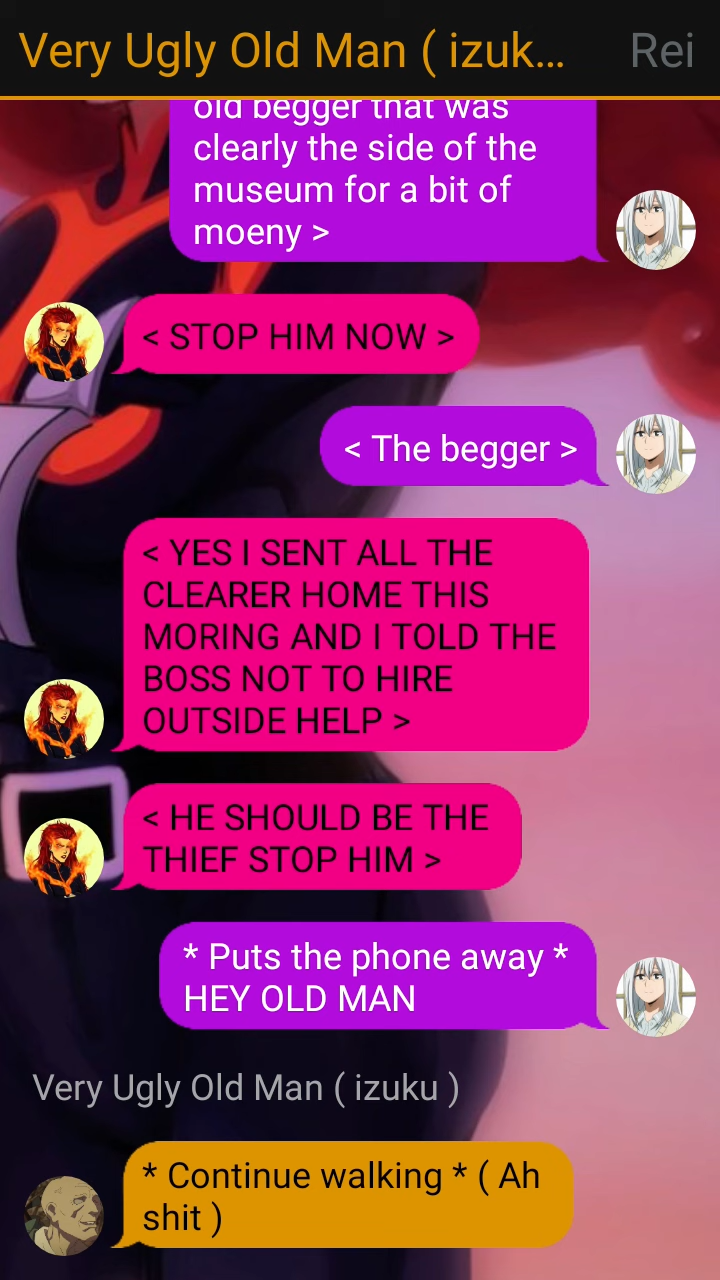 Very Ugly Old Man ( izuk...
Rei
old begger that was
clearly the side of the
museum for a bit of
moeny >
< STOP HIM NOW >
< The begger >
< YES I SENT ALL THE
CLEARER HOME THIS
MORING AND I TOLD THE
BOSS NOT TO HIRE
OUTSIDE HELP >
< HE SHOULD BE THE
THIEF STOP HIM >
* Puts the phone away *
HEY OLD MAN
Very Ugly Old Man ( izuku )
* Continue walking * ( Ah
shit )